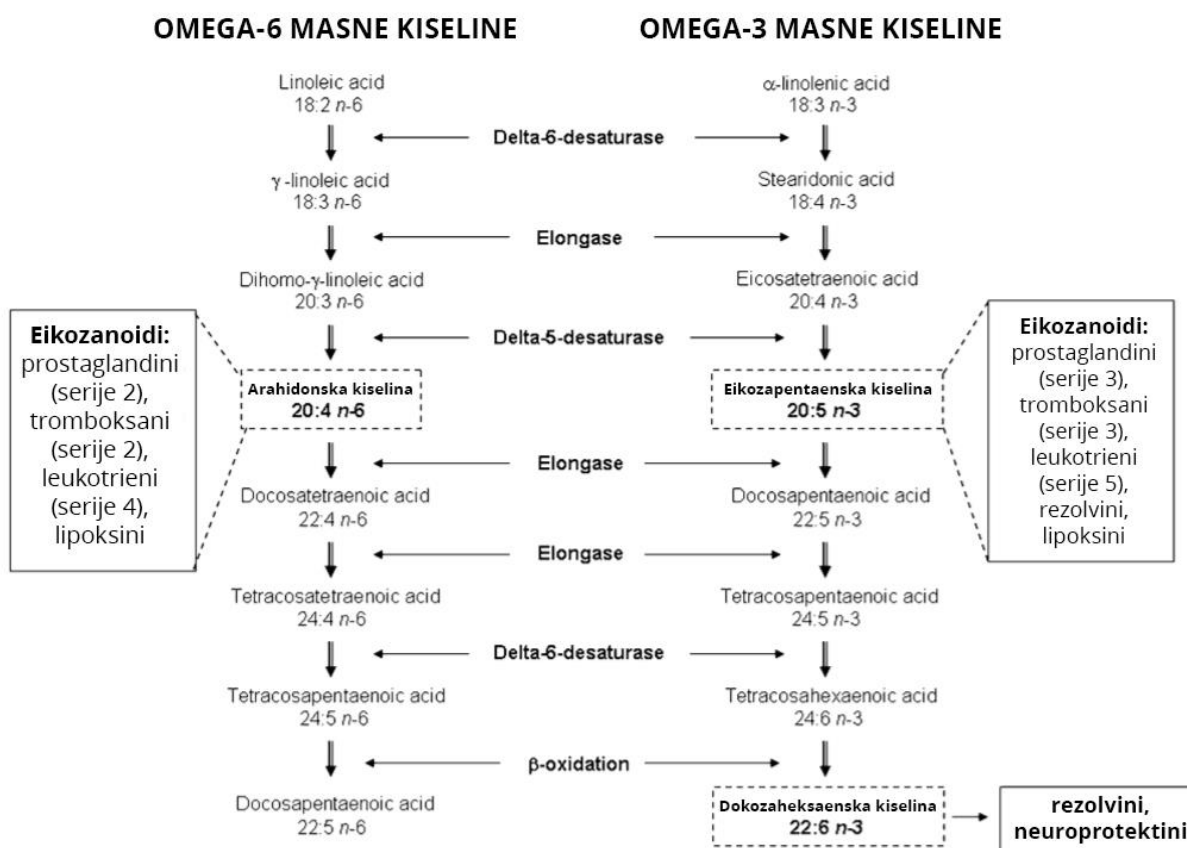 OMEGA-6 MASNE KISELINE
OMEGA-3 MASNE KISELINE
Linoleic acid
18:2 n-6
α-linolenic acid
18:3 n-3
Delta-6-desaturase
γ-linoleic acid
18:3 n-6
Stearidonic acid
18:4 n-3
Elongase
Dihomo-γ-linoleic acid
20:3 n-6
Eicosatetraenoic acid
20:4 n-3
Delta-5-desaturase
Eikozanoidi:
prostaglandini
(serije 2),
tromboksani
(serije 2),
leukotrieni
(serije 4),
lipoksini
Arahidonska kiselina
20:4 n-6
Eikozapentaenska kiselina
20:5 n-3
Eikozanoidi:
prostaglandini
(serije 3),
tromboksani
(serije 3),
leukotrieni
(serije 5),
rezolvini,
lipoksini
Elongase
Docosatetraenoic acid
22:4 n-6
Docosapentaenoic acid
22:5 n-3
Elongase
Tetracosatetraenoic acid
24:4 n-6
Tetracosapentaenoic acid
24:5 n-3
Delta-6-desaturase
Tetracosapentaenoic acid
24:5 n-6
Tetracosahexaenoic acid
24:6 n-3
β-oxidation
Docosapentaenoic acid
22:5 n-6
Dokozaheksaenska kiselina
22:6 n-3
rezolvini,
neuroprotektini